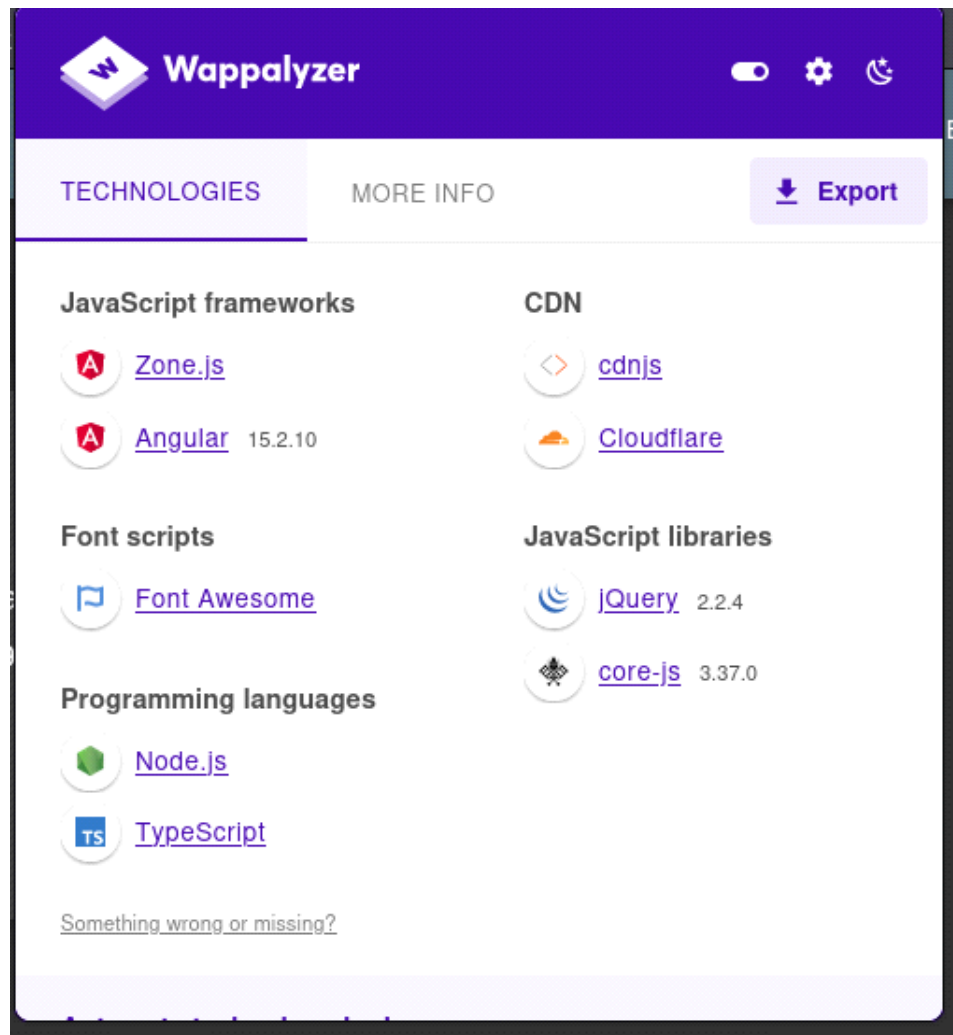 Wappalyzer
TECHNOLOGIES
MORE INFO
Export
JavaScript frameworks
Zone.js
Angular 15.2.10
Font scripts
Font Awesome
Programming languages
Node.js
TypeScript
CDN
cdnjs
Cloudflare
JavaScript libraries
jQuery 2.2.4
core-js 3.37.0
Something wrong or missing?